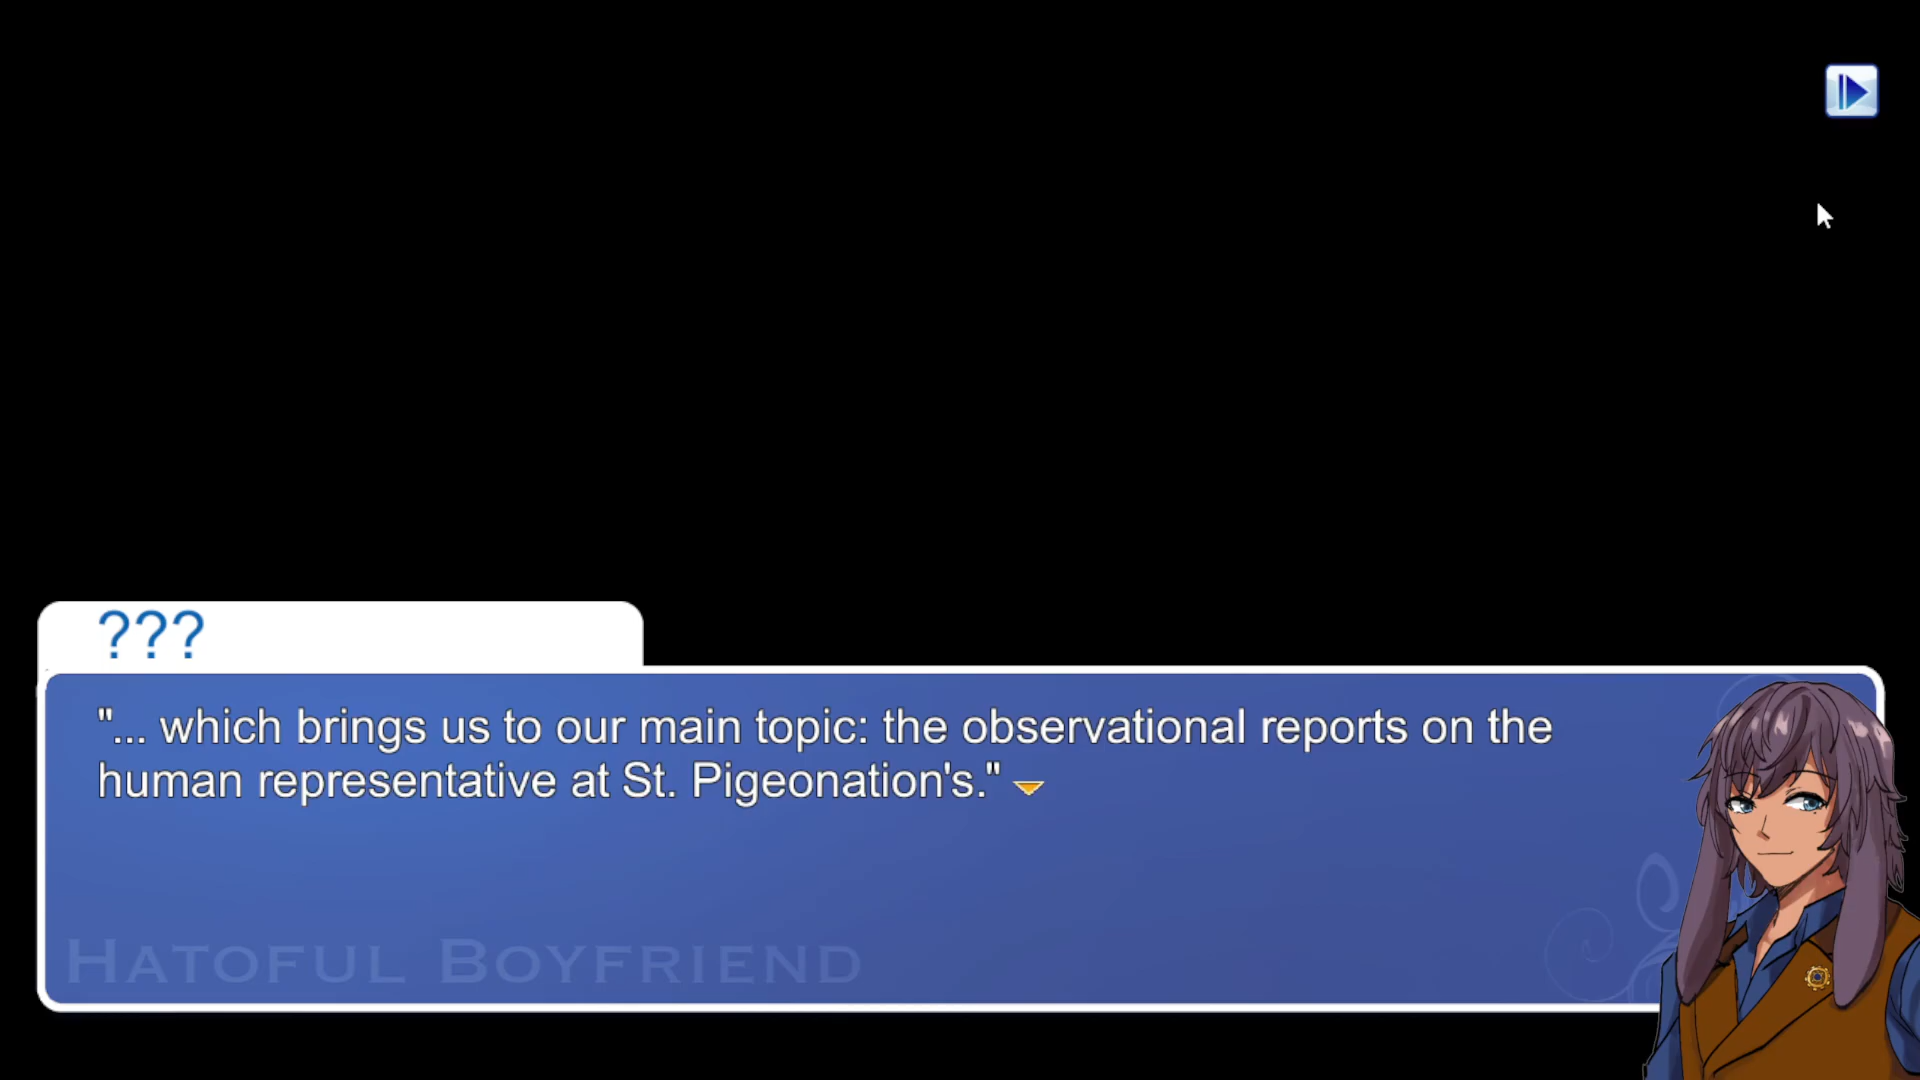 ???
"... which brings us to our main topic: the observational reports on the
human representative at St. Pigeonation's."
HATOFUL BOYFRIEND